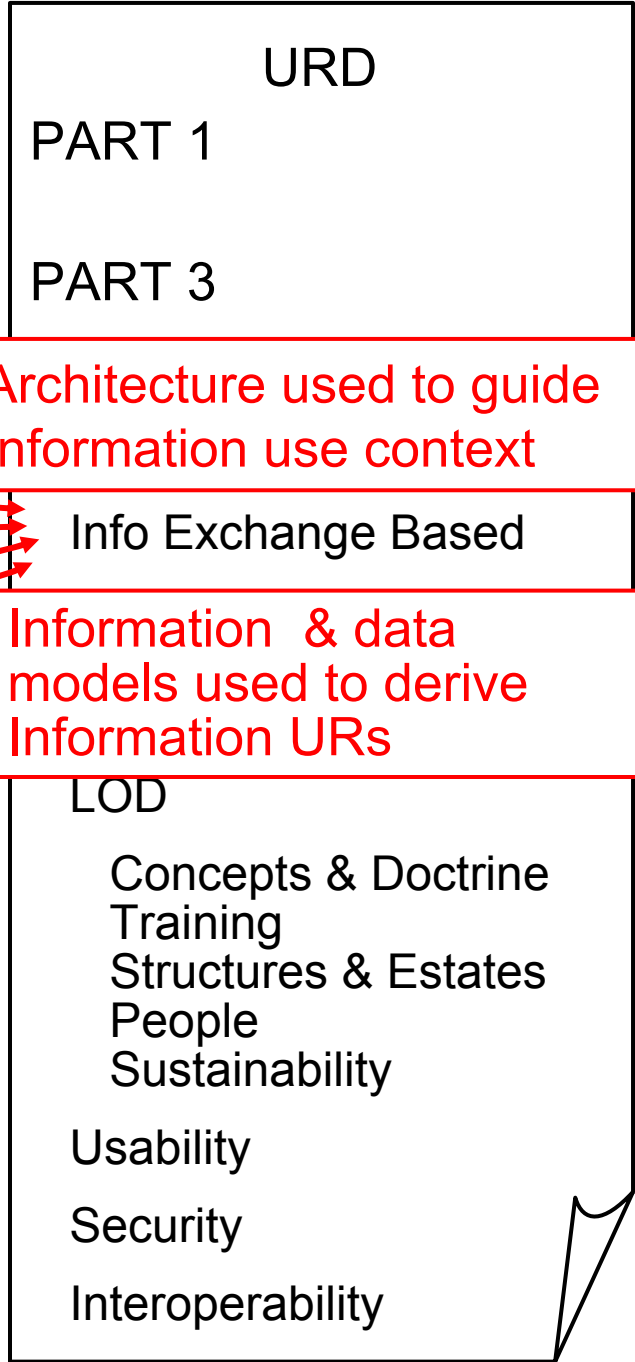 URD
PART 1
PART 3
Architecture used to guide
information use context
Info Exchange Based
Information & data
models used to derive
Information URs
LOD
Concepts & Doctrine
Training
Structures & Estates
People
Sustainability
Usability
Security
Interoperability